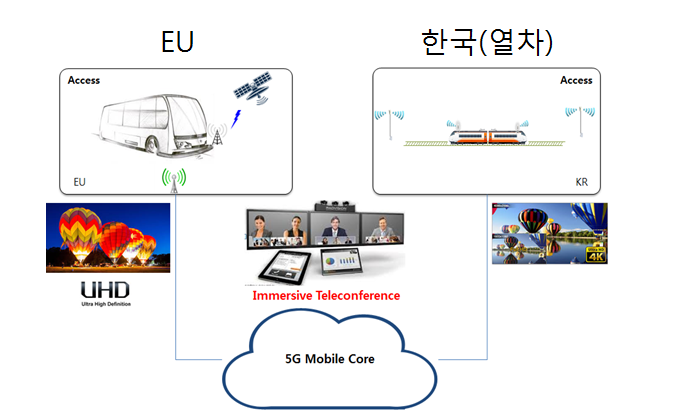 EU
한국(열차)
Access
EU
Access
KR
UHD
Ultra High Definition
4K
Immersive Teleconference
5G Mobile Core